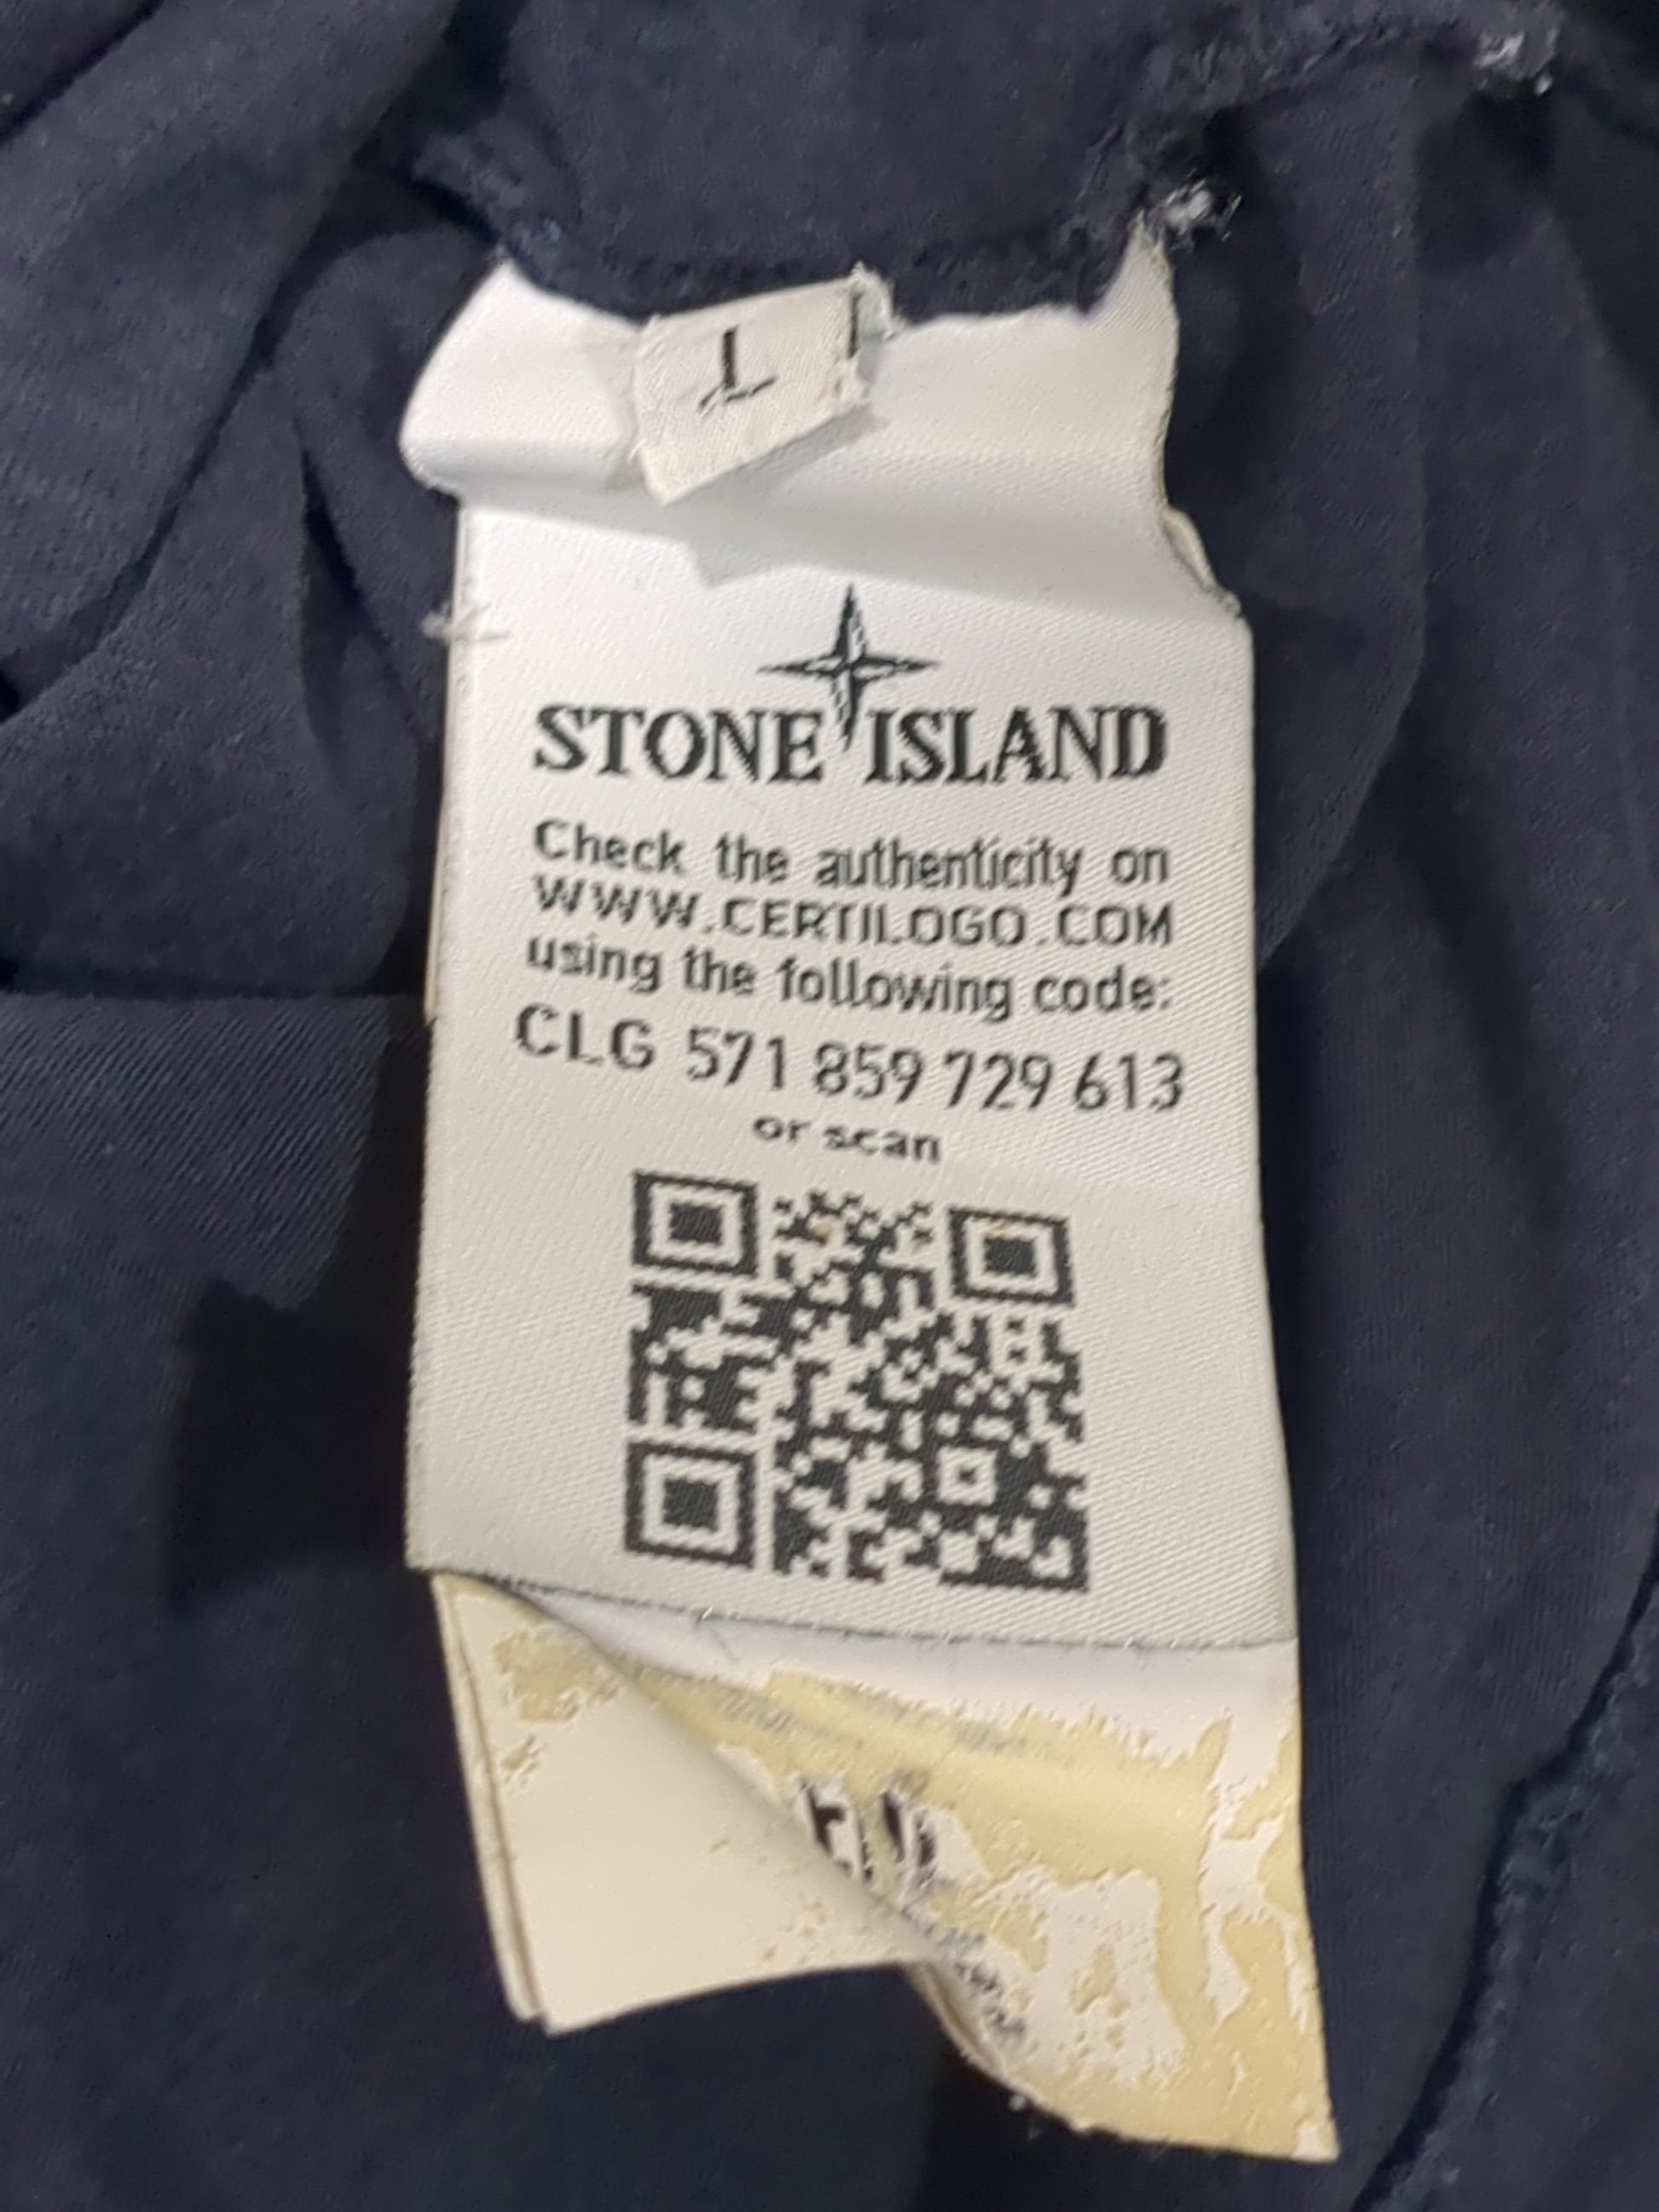 L
STONE ISLAND
Check the authenticity on
WWW.CERTILOGO.COM
using the following code:
CLG 571 859 729 613
or scan